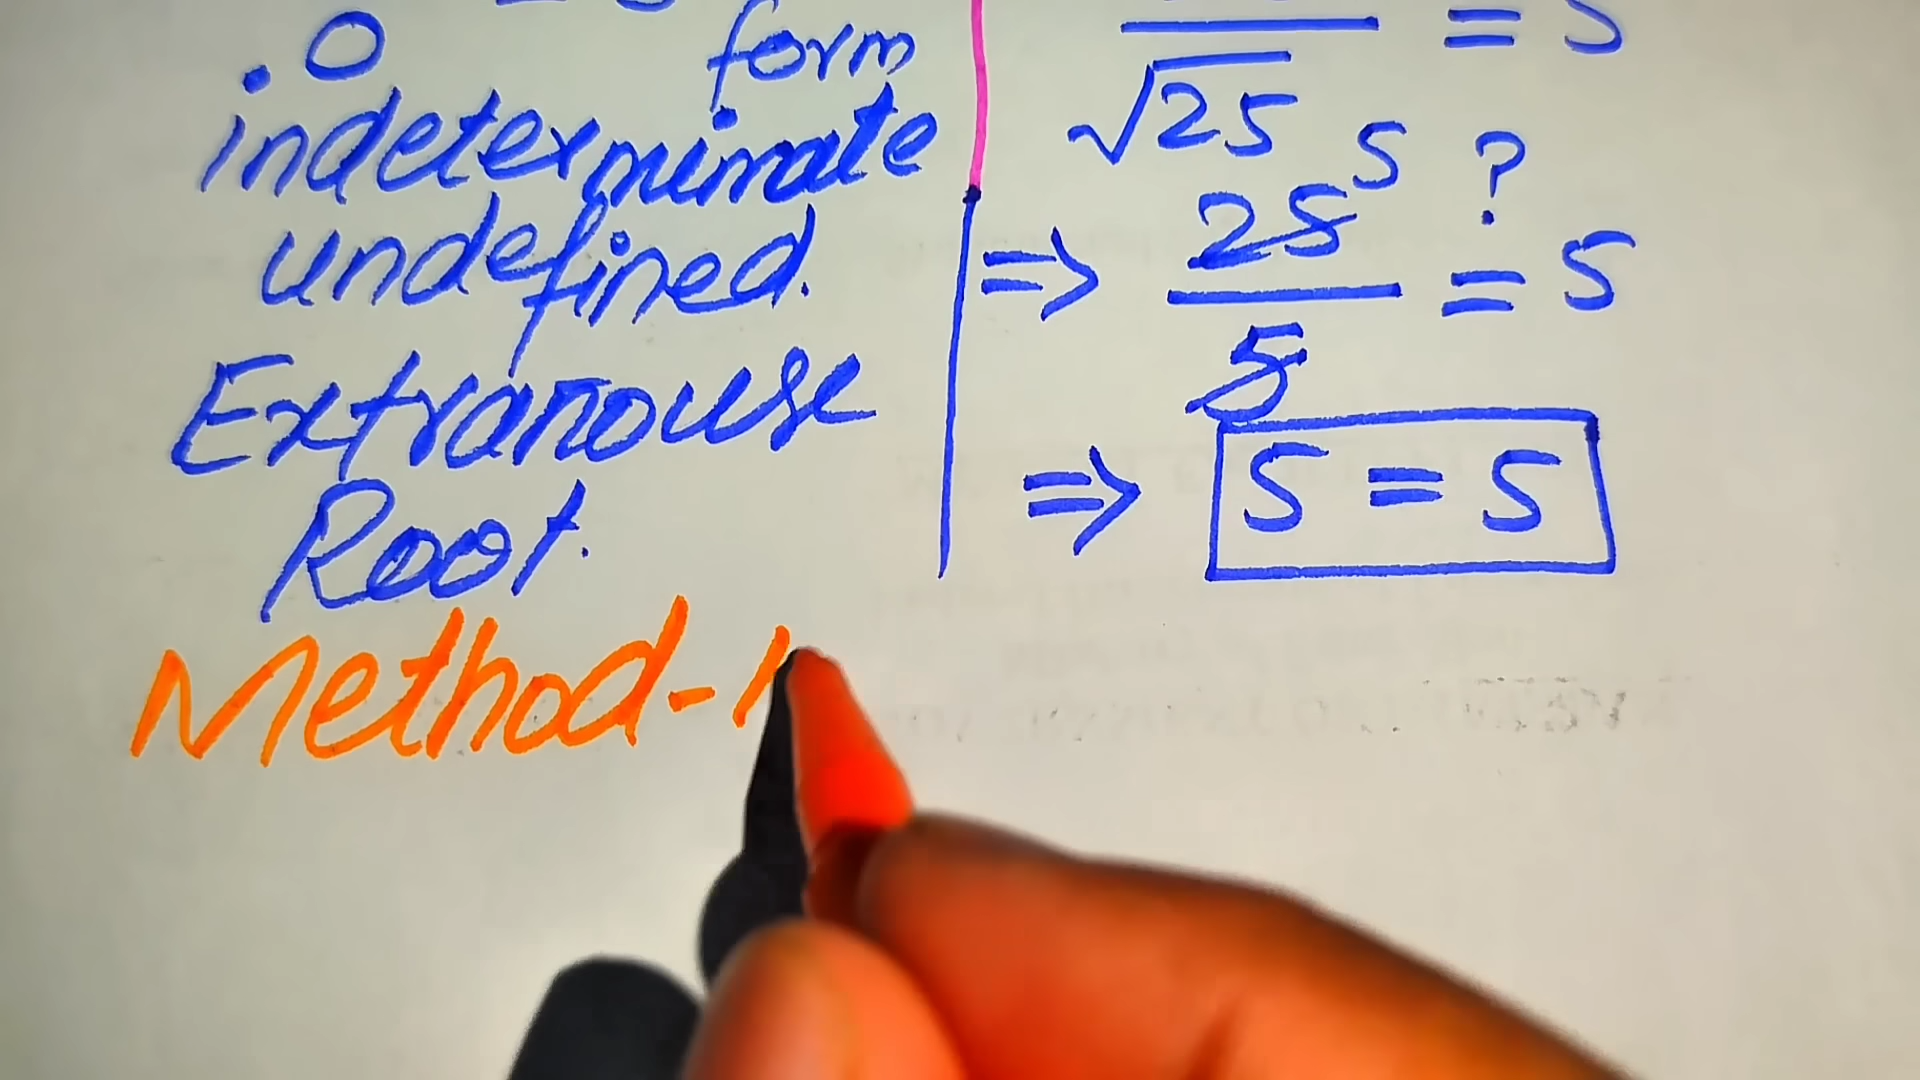 0 form
indeterminate
undefined.
Extranouse
Root.
= 5
√25
⇒ 25 5 ? = 5
5
⇒ 5 = 5
Method-1